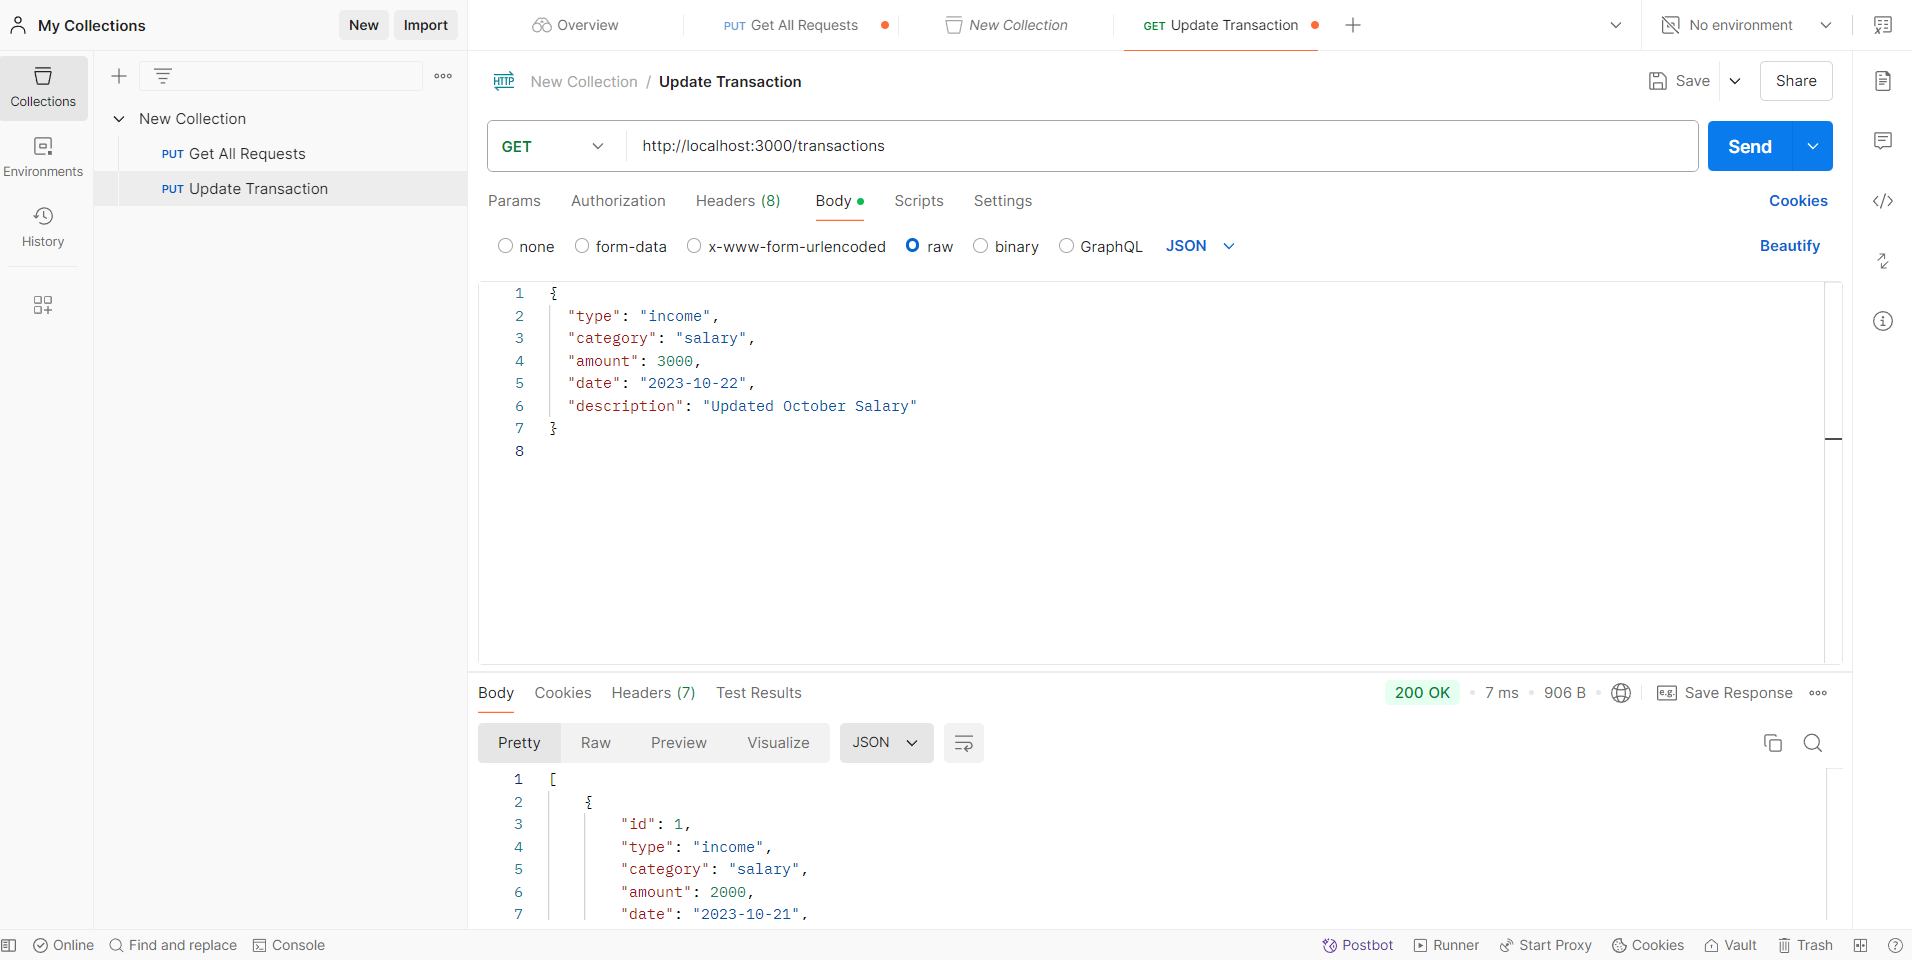 My Collections
New
Import
Overview
PUT Get All Requests
New Collection
GET Update Transaction
No environment
Collections
Environments
History
New Collection
PUT Get All Requests
PUT Update Transaction
HTTP
New Collection / Update Transaction
Save
Share
GET
http://localhost:3000/transactions
Send
Params
Authorization
Headers (8)
Body
Scripts
Settings
Cookies
none
form-data
x-www-form-urlencoded
raw
binary
GraphQL
JSON
Beautify
1 {
2 "type": "income",
3 "category": "salary",
4 "amount": 3000,
5 "date": "2023-10-22",
6 "description": "Updated October Salary"
7 }
8
Body
Cookies
Headers (7)
Test Results
200 OK
7 ms
906 B
e.g.
Save Response
Pretty
Raw
Preview
Visualize
JSON
1 [
2 {
3 "id": 1,
4 "type": "income",
5 "category": "salary",
6 "amount": 2000,
7 "date": "2023-10-21",
Online
Find and replace
Console
Postbot
Runner
Start Proxy
Cookies
Vault
Trash